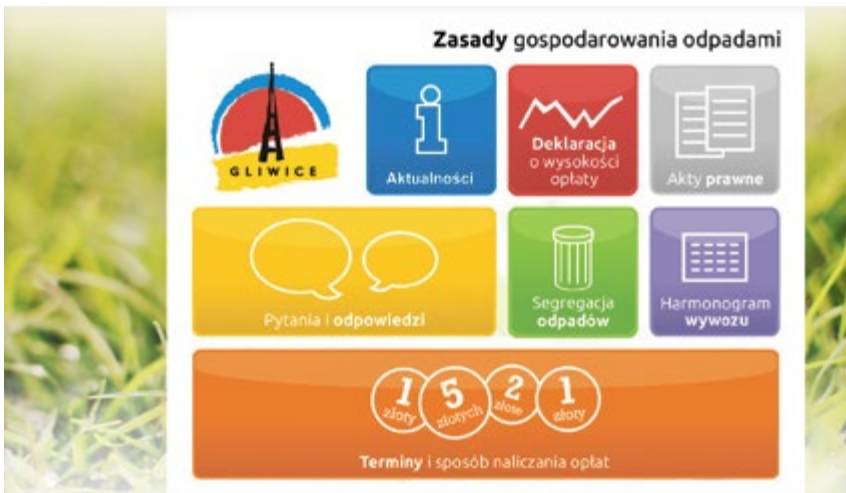 Zasady gospodarowania odpadami
GLIWICE
Aktualności
Deklaracja
o wysokości
opłaty
Akty prawne
Pytania i odpowiedzi
Segregacja
odpadów
Harmonogram
wywozu
1 5 2 1
złoty złotych złote złoty
Terminy i sposób naliczania opłat